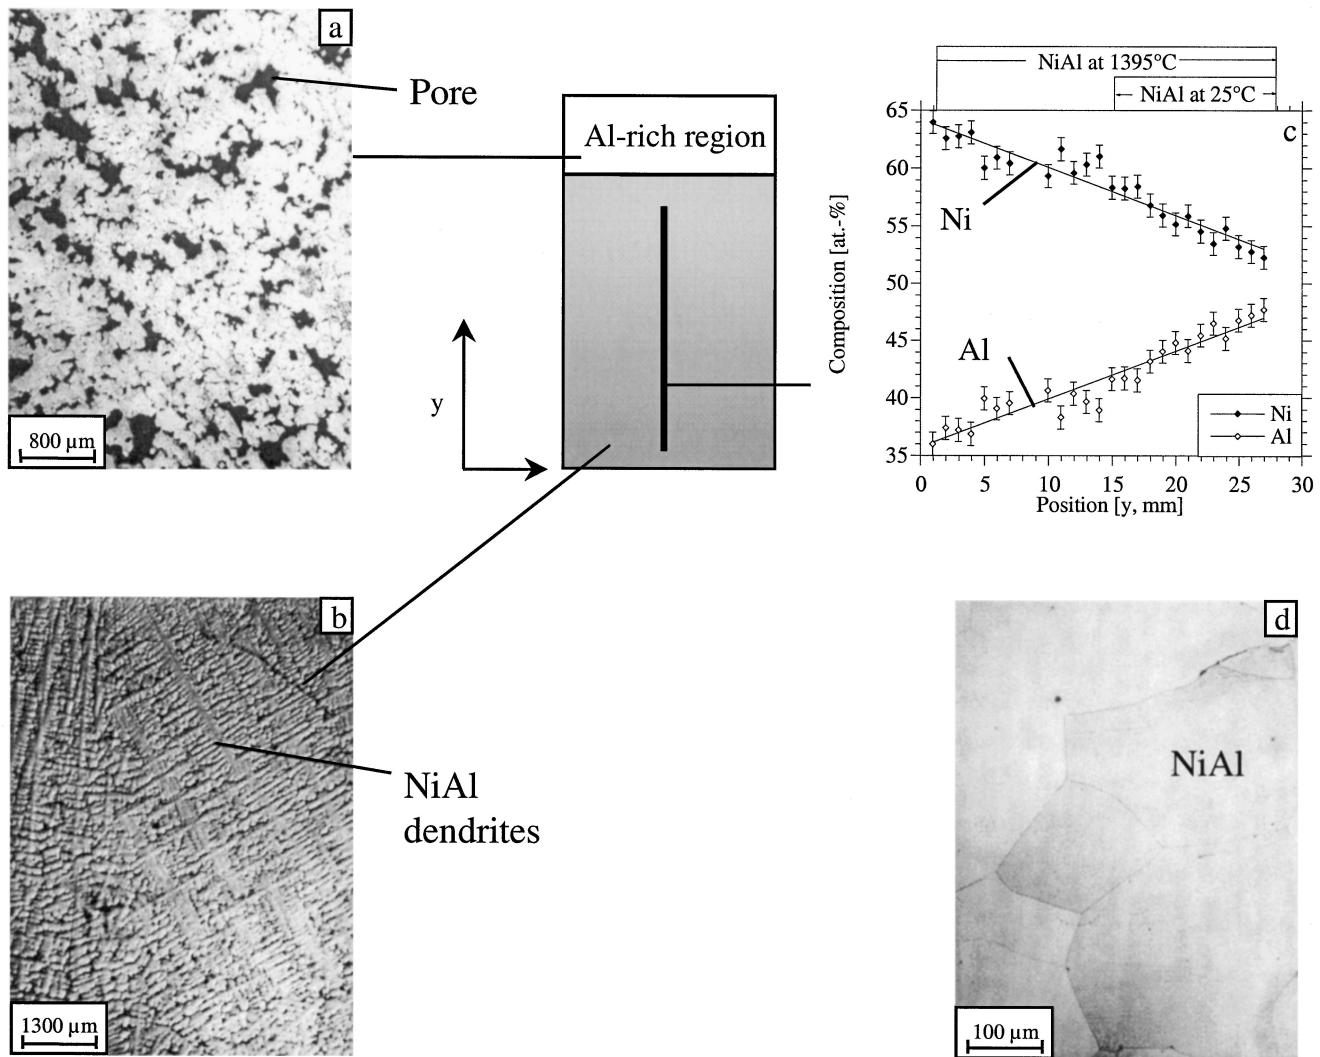 a
Pore
Al-rich region
y
800 µm
NiAl at 1395°C
NiAl at 25°C
c
65
60
55
50
45
40
35
Composition [at.-%]
Ni
Al
Ni
Al
0 5 10 15 20 25 30
Position [y, mm]
b
NiAl
dendrites
1300 µm
d
NiAl
100 µm